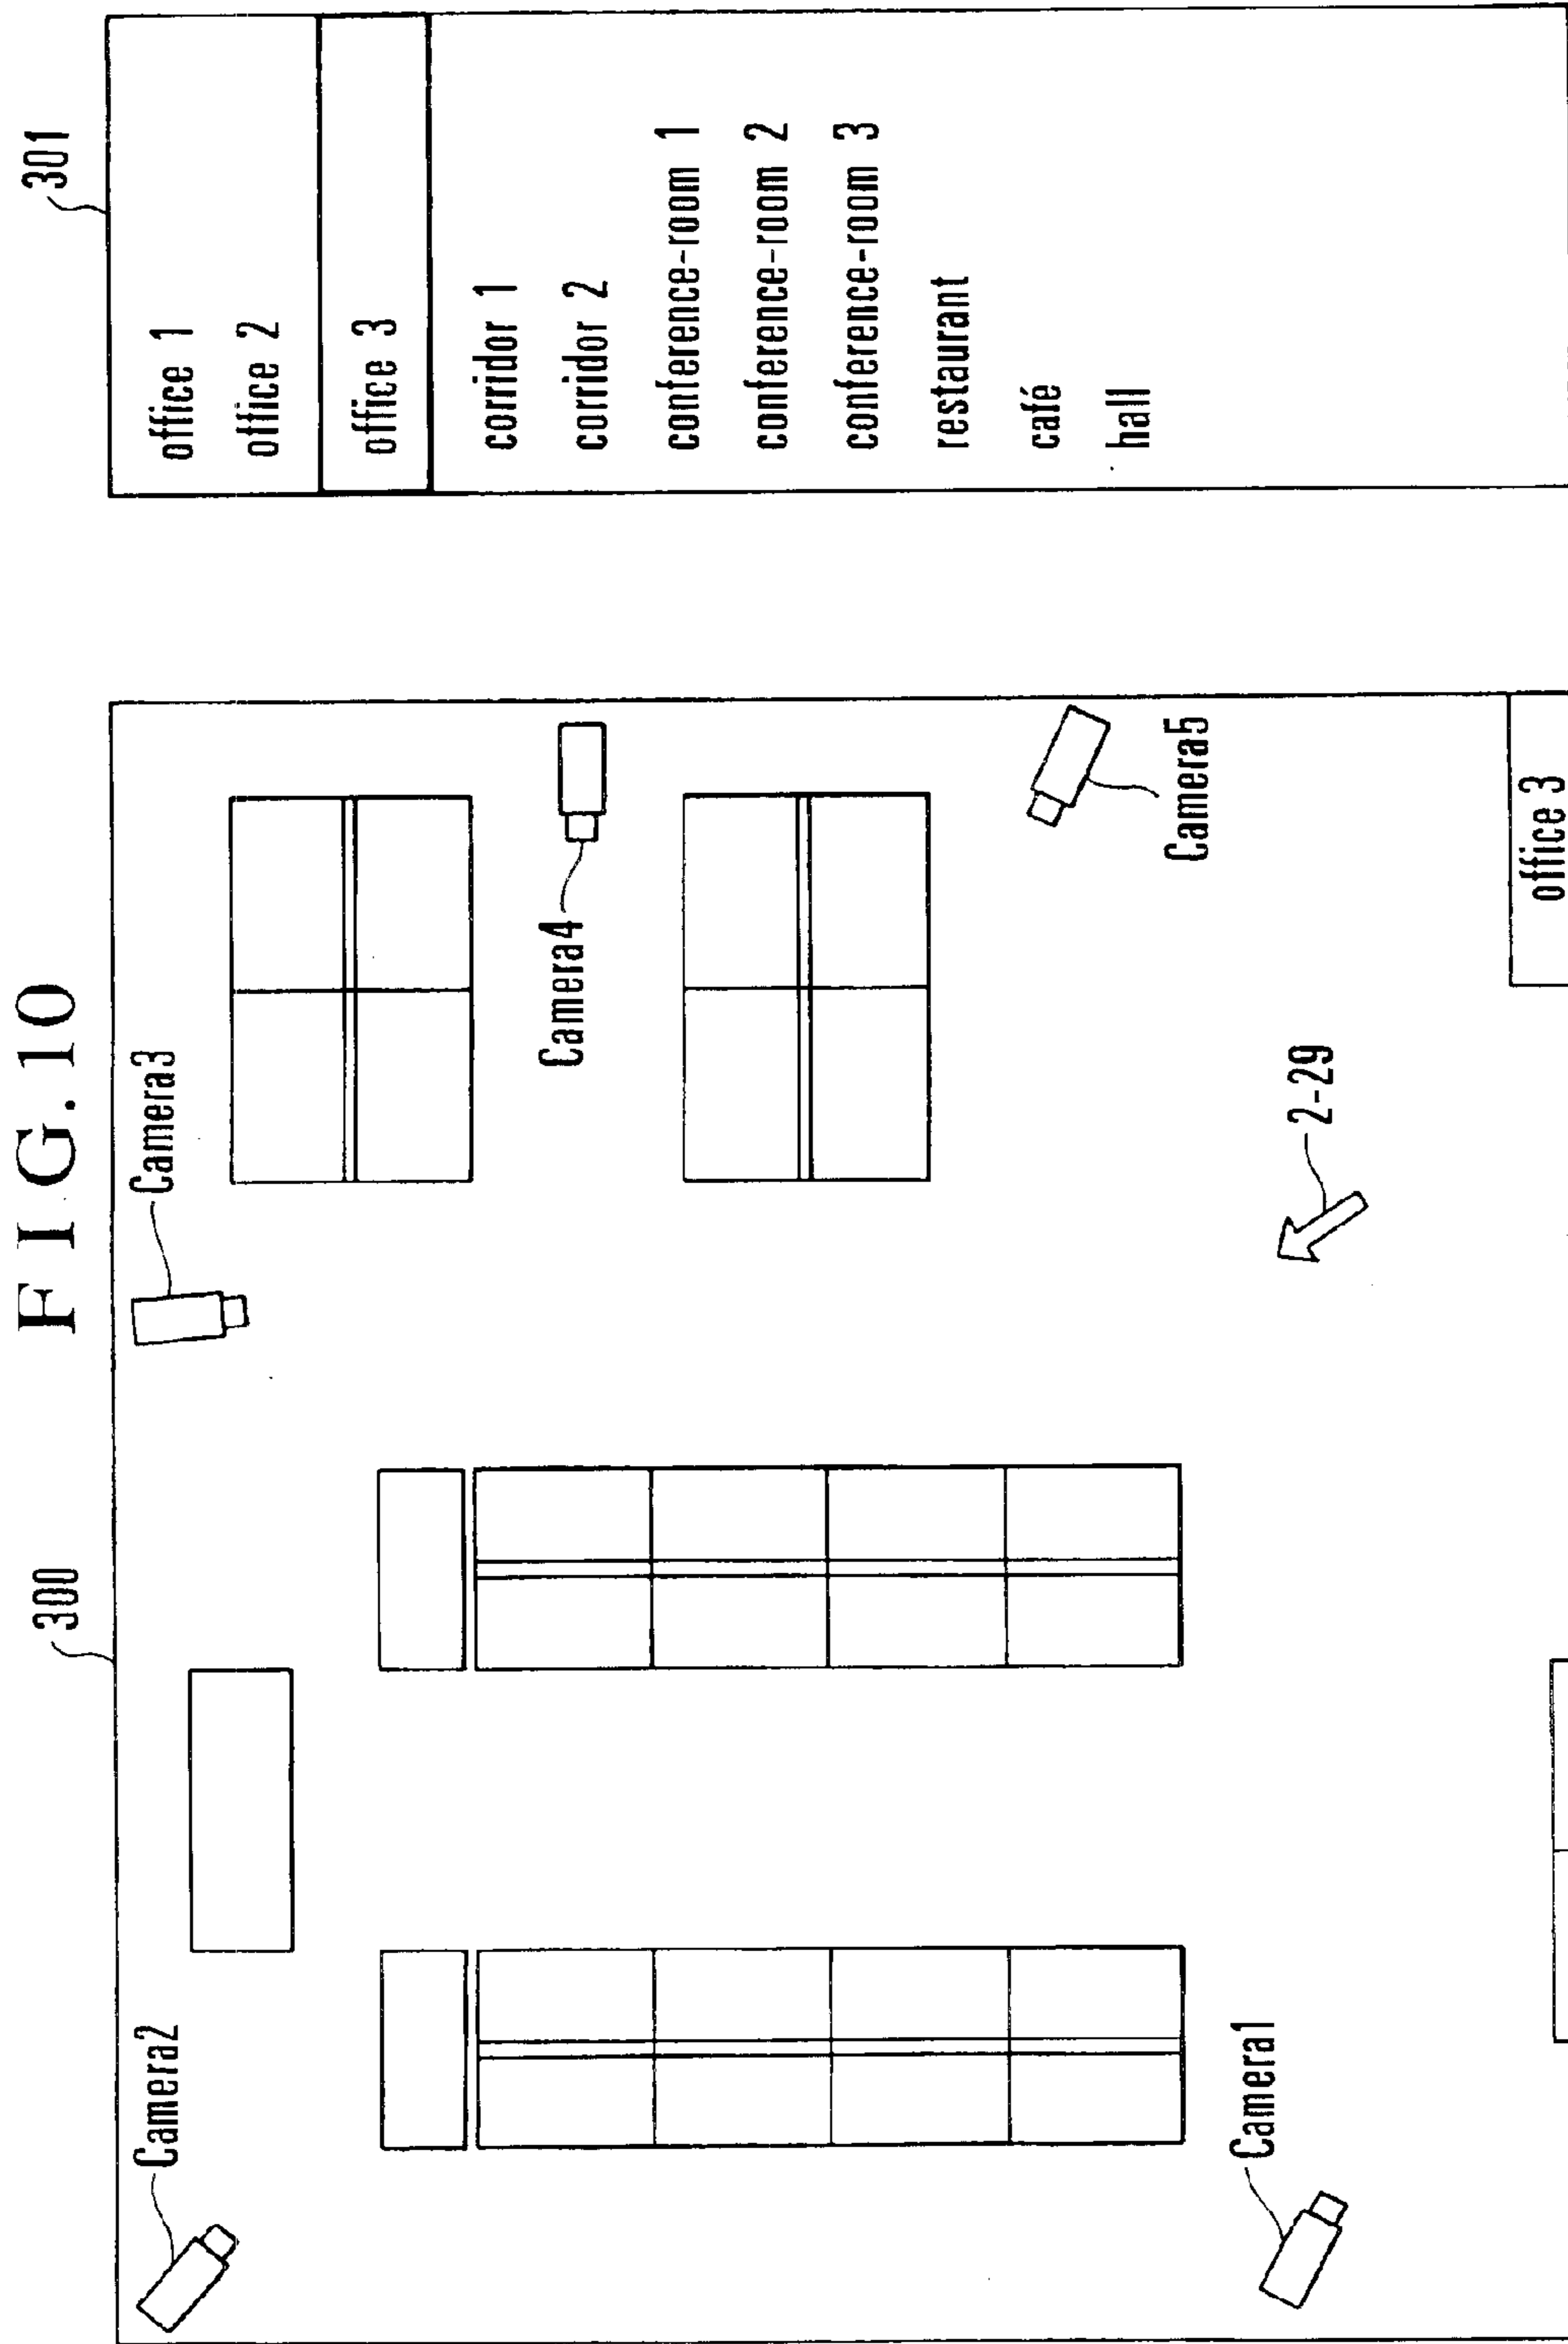 FIG.10
300
301
Camera2
Camera3
Camera4
Camera1
Camera5
2-29
office 3
office 1
office 2
office 3
corridor 1
corridor 2
conference-room 1
conference-room 2
conference-room 3
restaurant
café
hall